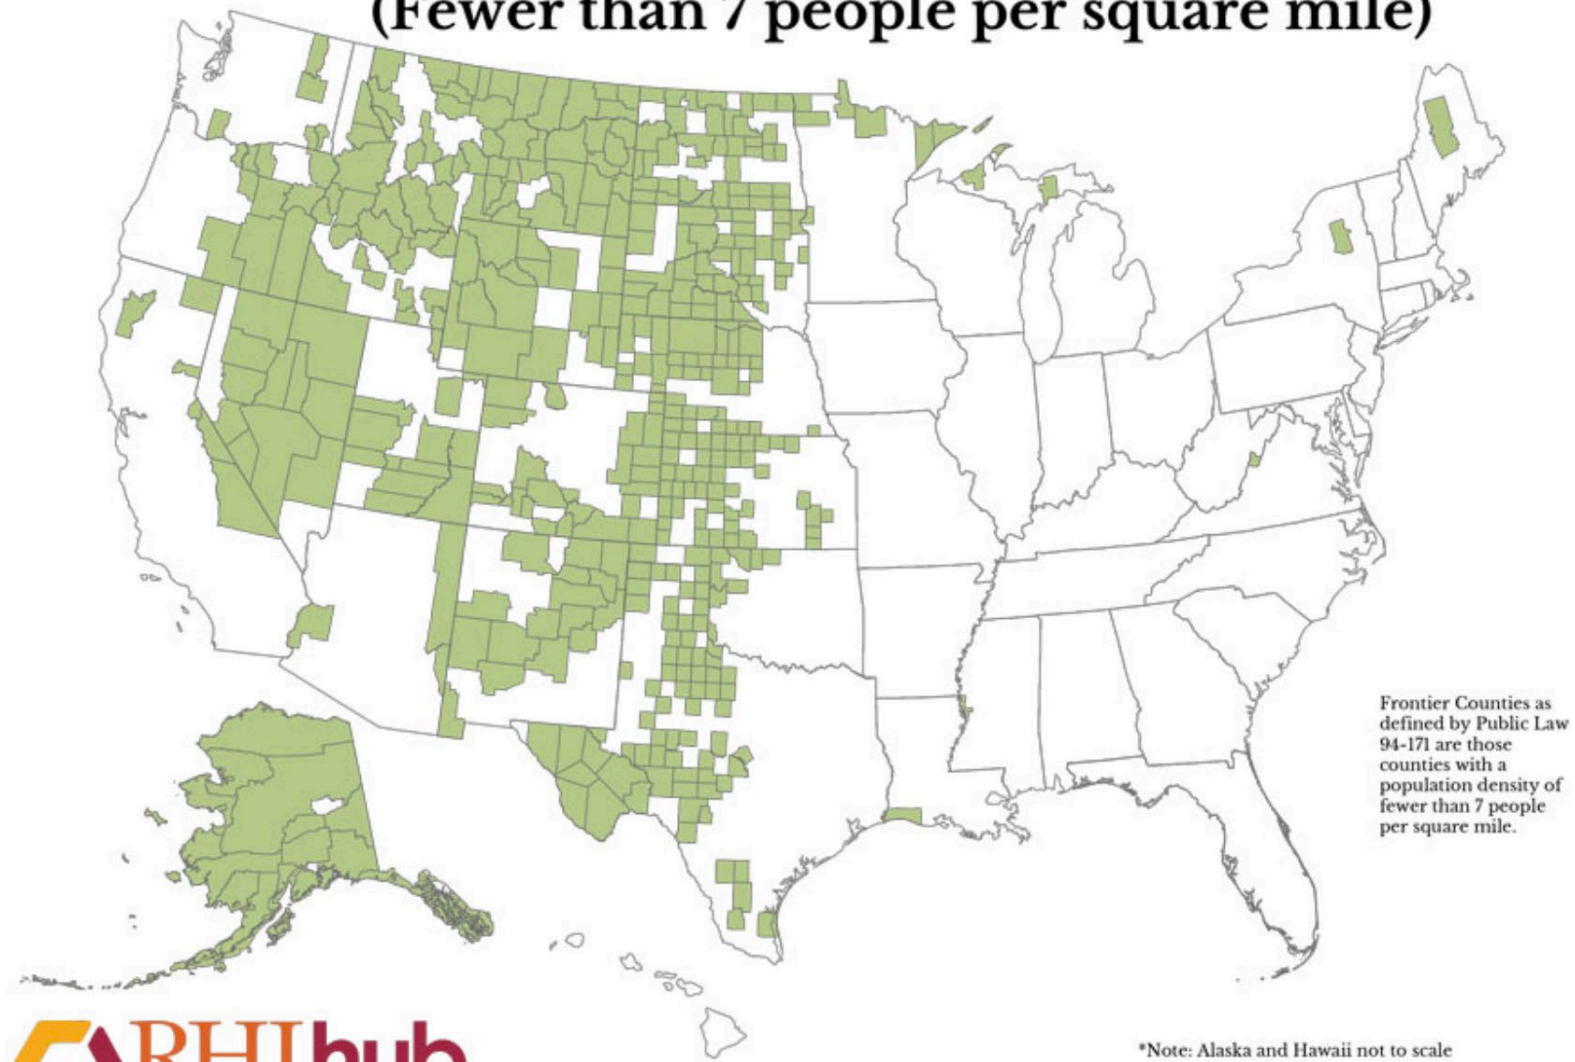 (Fewer than 7 people per square mile)
Frontier Counties as
defined by Public Law
94-171 are those
counties with a
population density of
fewer than 7 people
per square mile.
RHIhub
*Note: Alaska and Hawaii not to scale